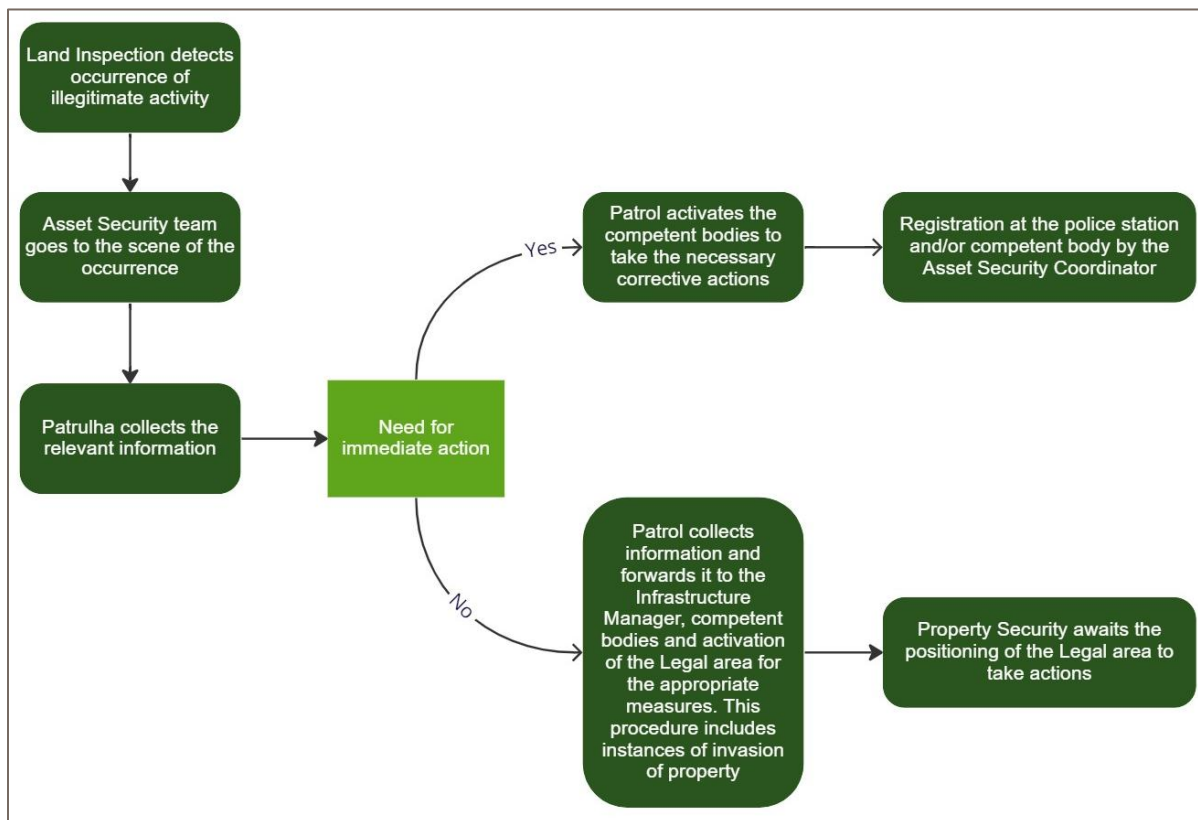 Land Inspection detects
occurrence of
illegitimate activity
Asset Security team
goes to the scene of the
occurrence
Patrulha collects the
relevant information
Need for
immediate action
Yes
Patrol activates the
competent bodies to
take the necessary
corrective actions
Registration at the police station
and/or competent body by the
Asset Security Coordinator
No
Patrol collects
information and
forwards it to the
Infrastructure
Manager, competent
bodies and activation
of the Legal area for
the appropriate
measures. This
procedure includes
instances of invasion
of property
Property Security awaits the
positioning of the Legal area to
take actions